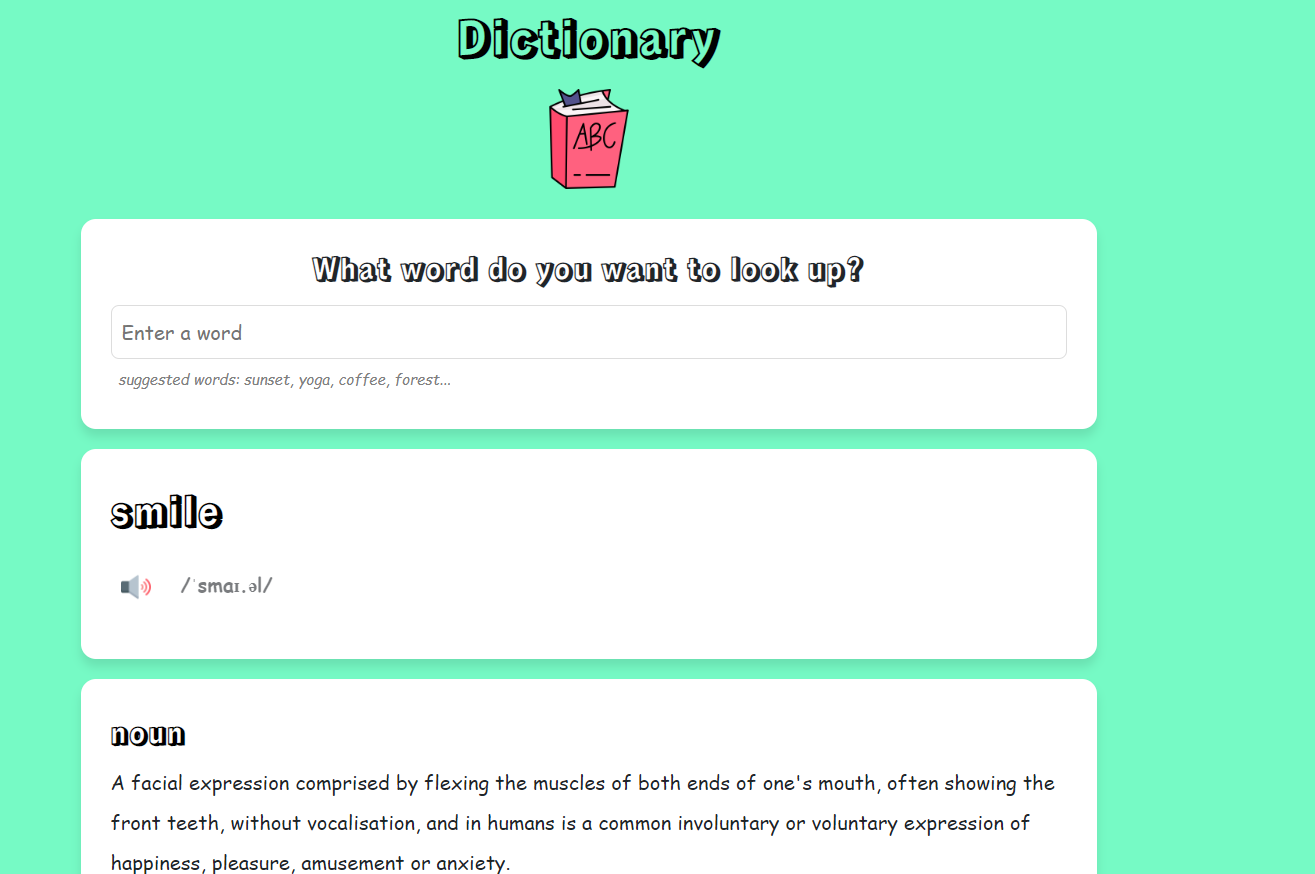 Dictionary
ABC
What word do you want to look up?
Enter a word
suggested words: sunset, yoga, coffee, forest...
smile
/ˈsmaɪ.əl/
noun
A facial expression comprised by flexing the muscles of both ends of one's mouth, often showing the
front teeth, without vocalisation, and in humans is a common involuntary or voluntary expression of
happiness, pleasure, amusement or anxiety.